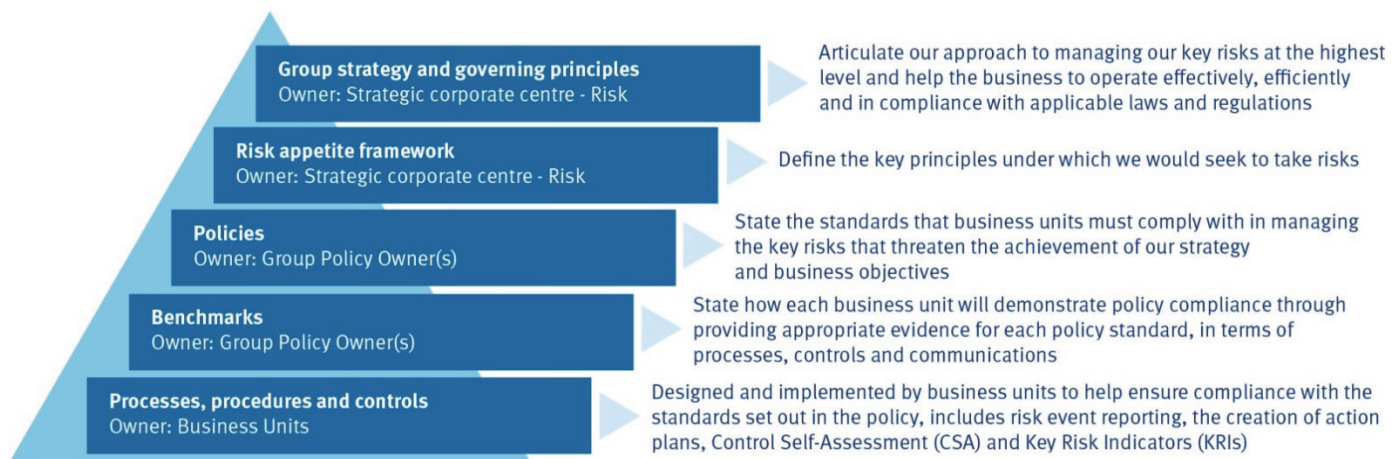 Group strategy and governing principles
Owner: Strategic corporate centre - Risk
Articulate our approach to managing our key risks at the highest
level and help the business to operate effectively, efficiently
and in compliance with applicable laws and regulations
Risk appetite framework
Owner: Strategic corporate centre - Risk
Define the key principles under which we would seek to take risks
Policies
Owner: Group Policy Owner(s)
State the standards that business units must comply with in managing
the key risks that threaten the achievement of our strategy
and business objectives
Benchmarks
Owner: Group Policy Owner(s)
State how each business unit will demonstrate policy compliance through
providing appropriate evidence for each policy standard, in terms of
processes, controls and communications
Processes, procedures and controls
Owner: Business Units
Designed and implemented by business units to help ensure compliance with the
standards set out in the policy, includes risk event reporting, the creation of action
plans, Control Self-Assessment (CSA) and Key Risk Indicators (KRIs)